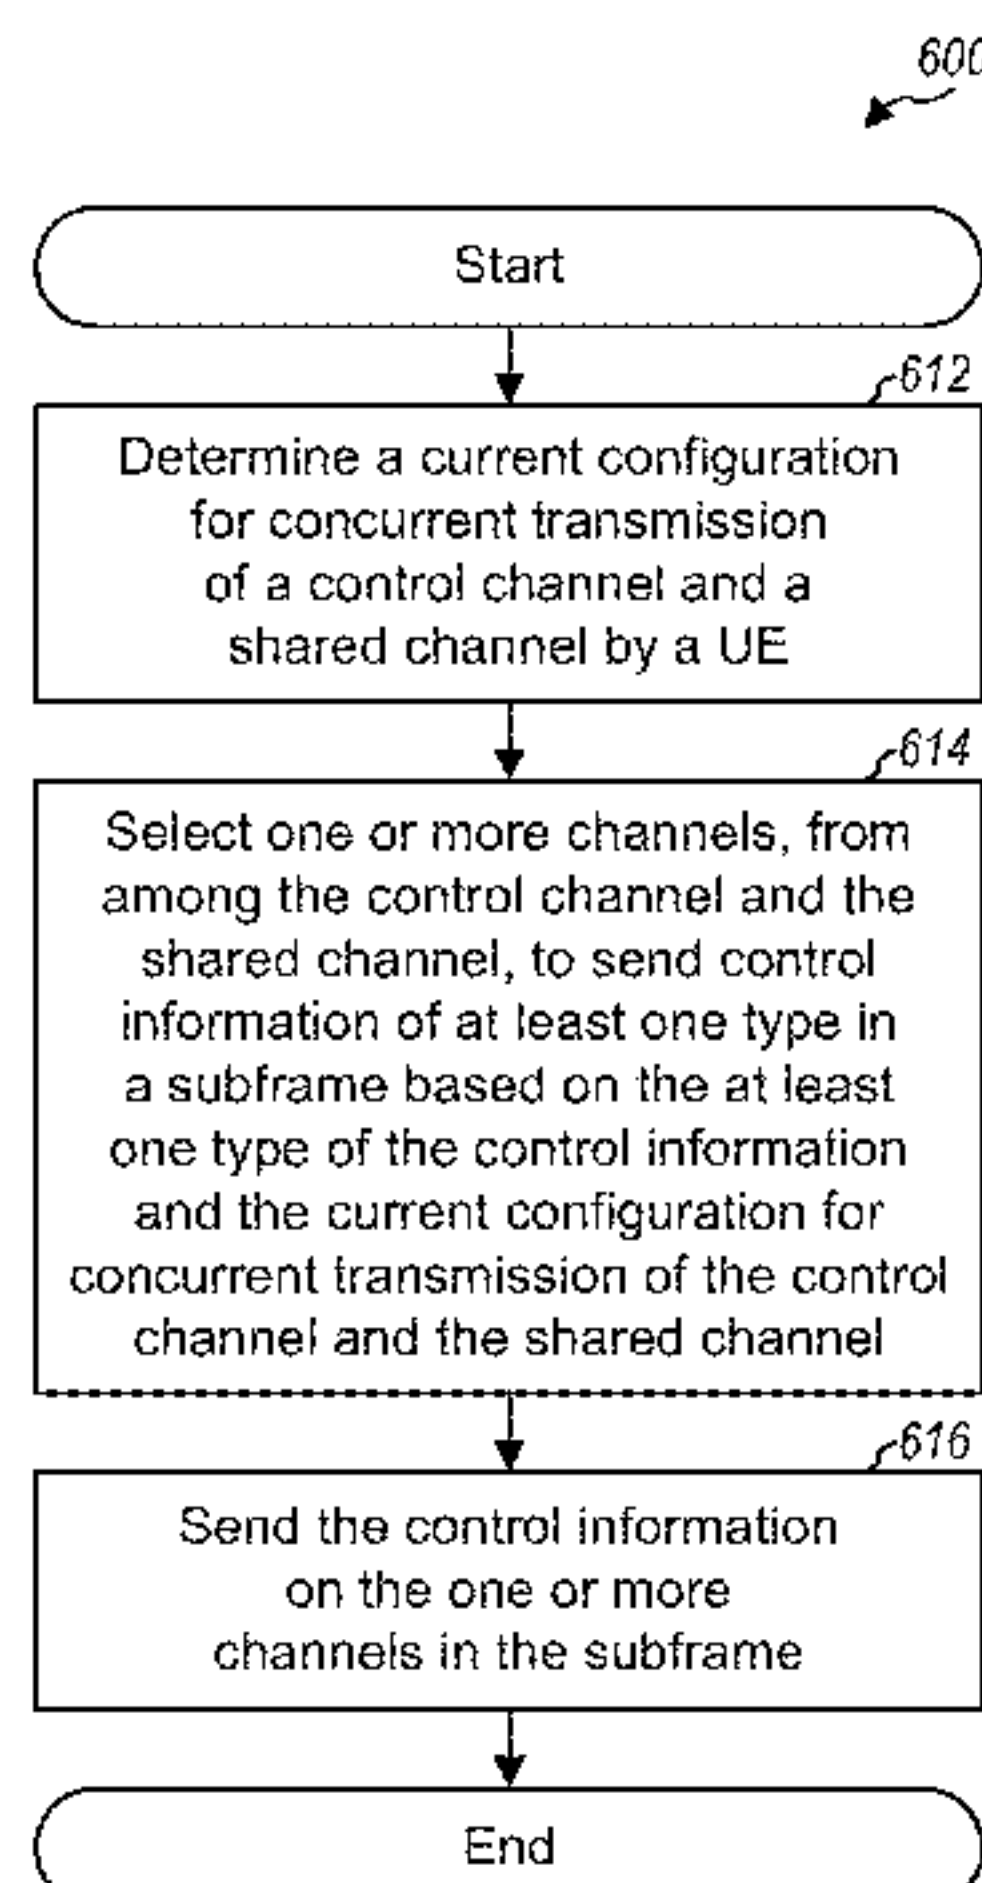 600
Start
612
Determine a current configuration
for concurrent transmission
of a control channel and a
shared channel by a UE
614
Select one or more channels, from
among the control channel and the
shared channel, to send control
information of at least one type in
a subframe based on the at least
one type of the control information
and the current configuration for
concurrent transmission of the control
channel and the shared channel
616
Send the control information
on the one or more
channels in the subframe
End